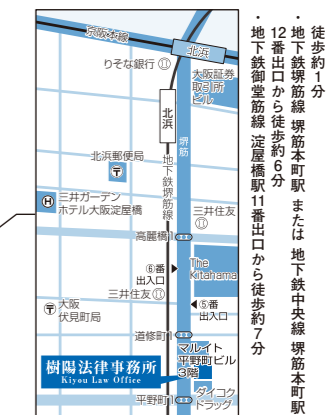 徒歩約1分
・地下鉄堺筋線 堺筋本町駅 または 地下鉄中央線 堺筋本町駅
12番出口から徒歩約6分
・地下鉄御堂筋線 淀屋橋駅11番出口から徒歩約7分
京阪本線
北浜
りそな銀行
大阪証券
取引所
ビル
北浜
堺筋
北浜郵便局
〒
地下鉄堺筋線
H
三井ガーデン
ホテル大阪淀屋橋
三井住友
高麗橋1
⑥番
出入口
The
Kitahama
三井住友
◀⑤番
出入口
〒大阪
伏見町局
道修町1
マルイト
平野町ビル
3階
樹陽法律事務所
Kiyou Law Office
平野町1
ダイコク
ドラッグ